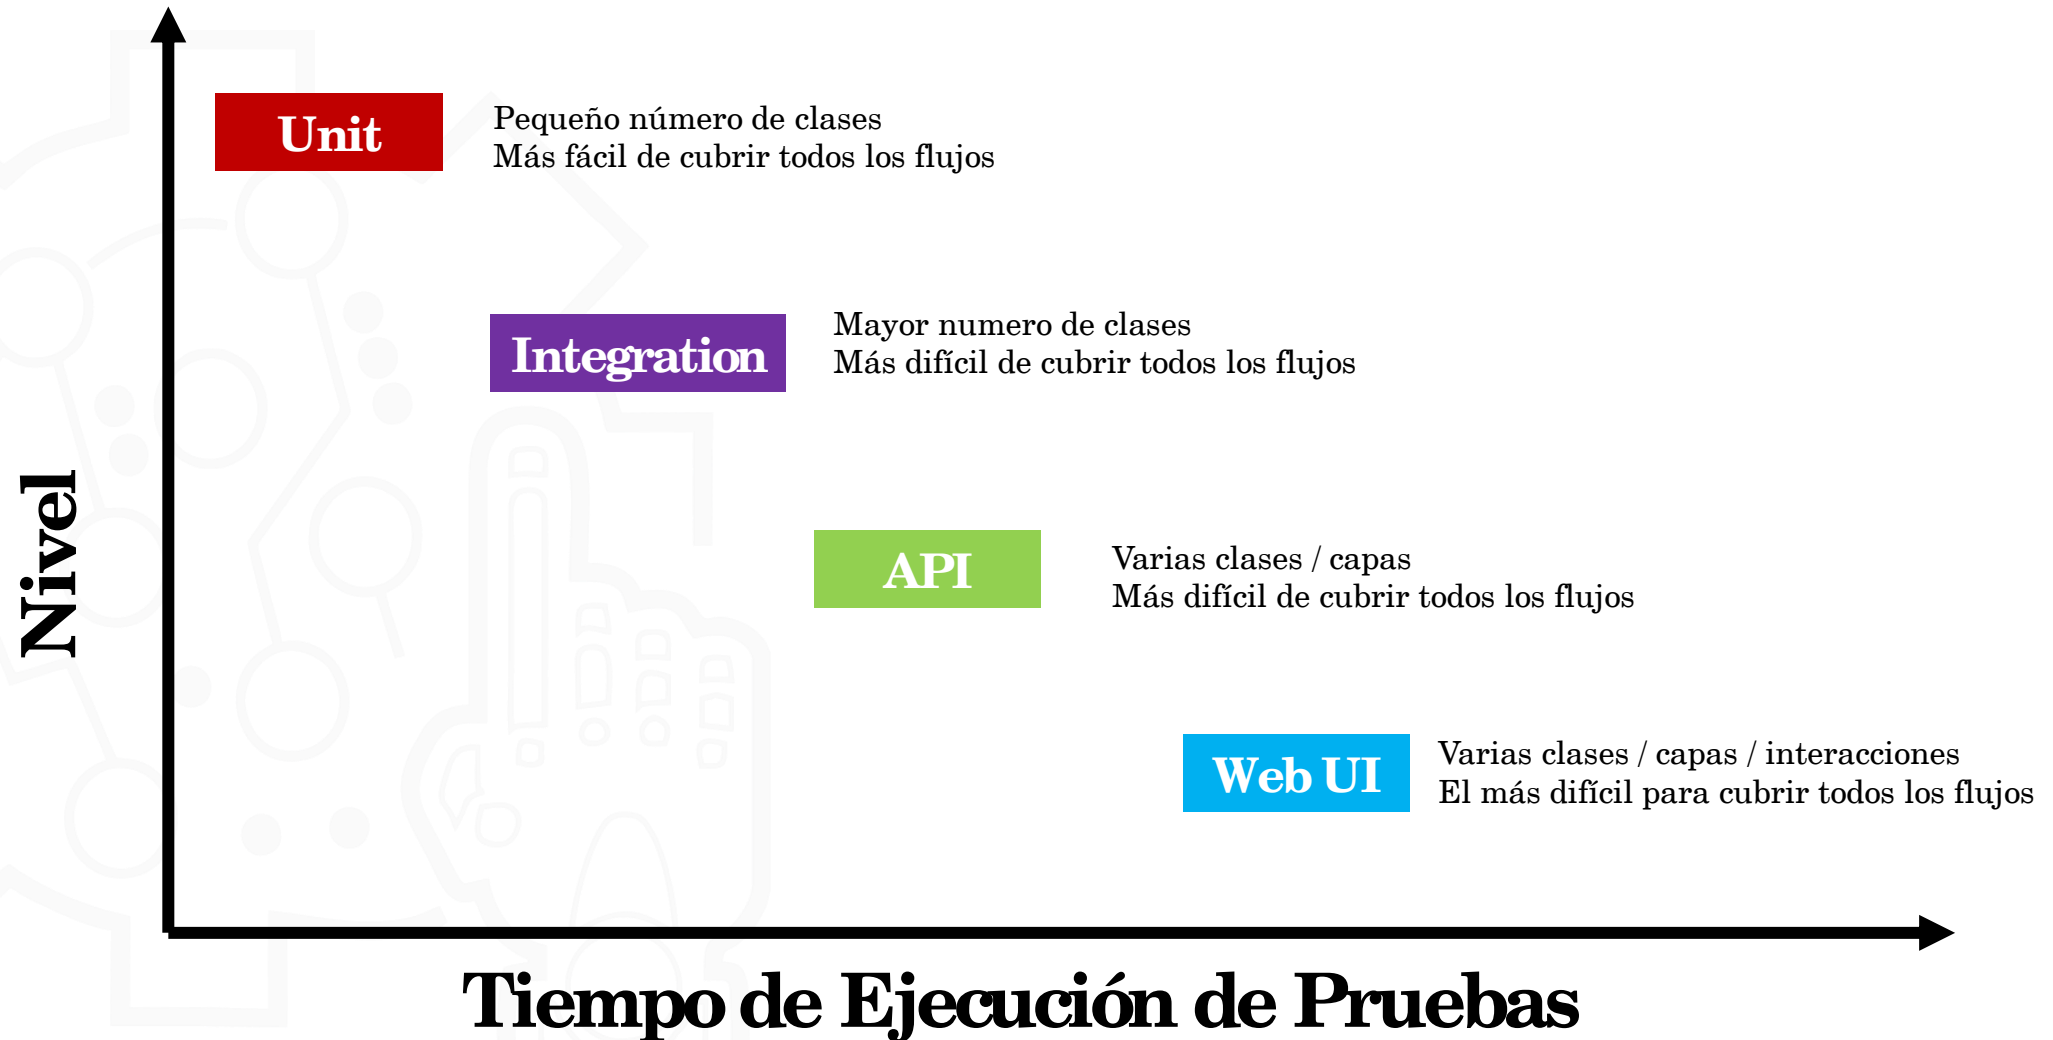 Unit
Pequeño número de clases
Más fácil de cubrir todos los flujos
Integration
Mayor numero de clases
Más difícil de cubrir todos los flujos
Nivel
API
Varias clases / capas
Más difícil de cubrir todos los flujos
Web UI
Varias clases / capas / interacciones
El más difícil para cubrir todos los flujos
Tiempo de Ejecución de Pruebas